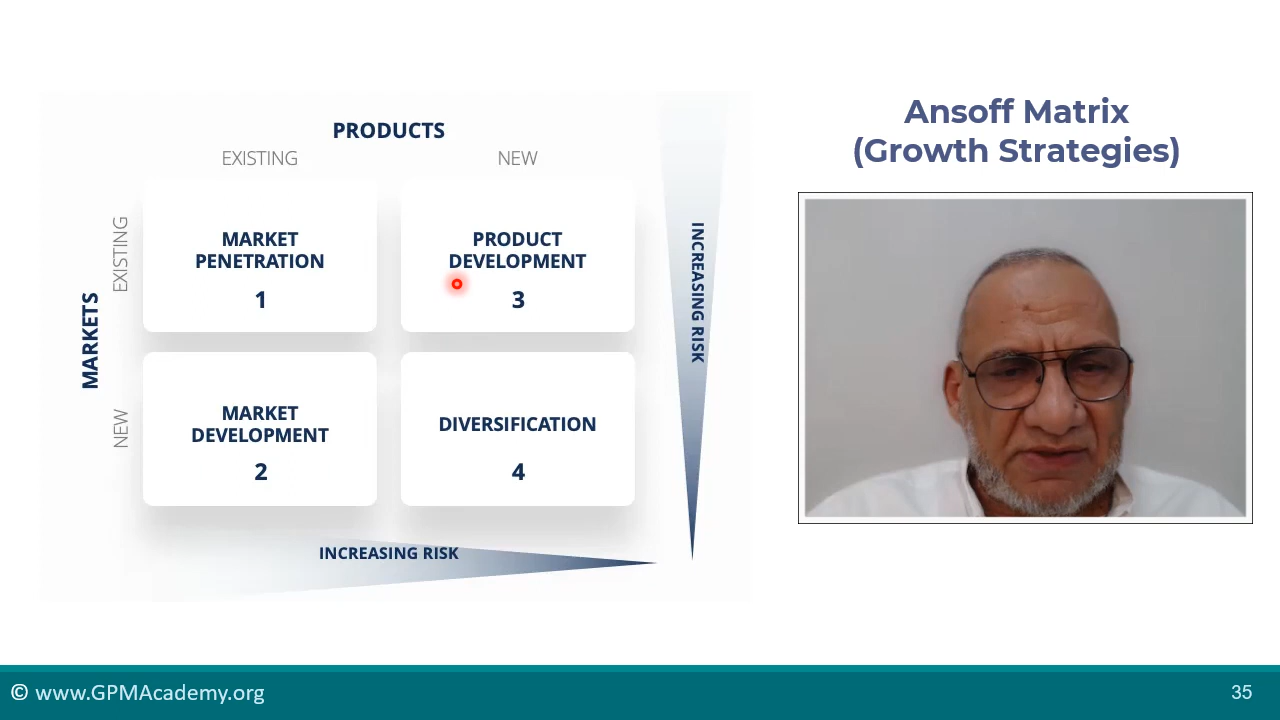 Ansoff Matrix
(Growth Strategies)
PRODUCTS
EXISTING
NEW
MARKETS
EXISTING
NEW
MARKET
PENETRATION
1
PRODUCT
DEVELOPMENT
3
MARKET
DEVELOPMENT
2
DIVERSIFICATION
4
INCREASING RISK
INCREASING RISK
© www.GPMAcademy.org
35